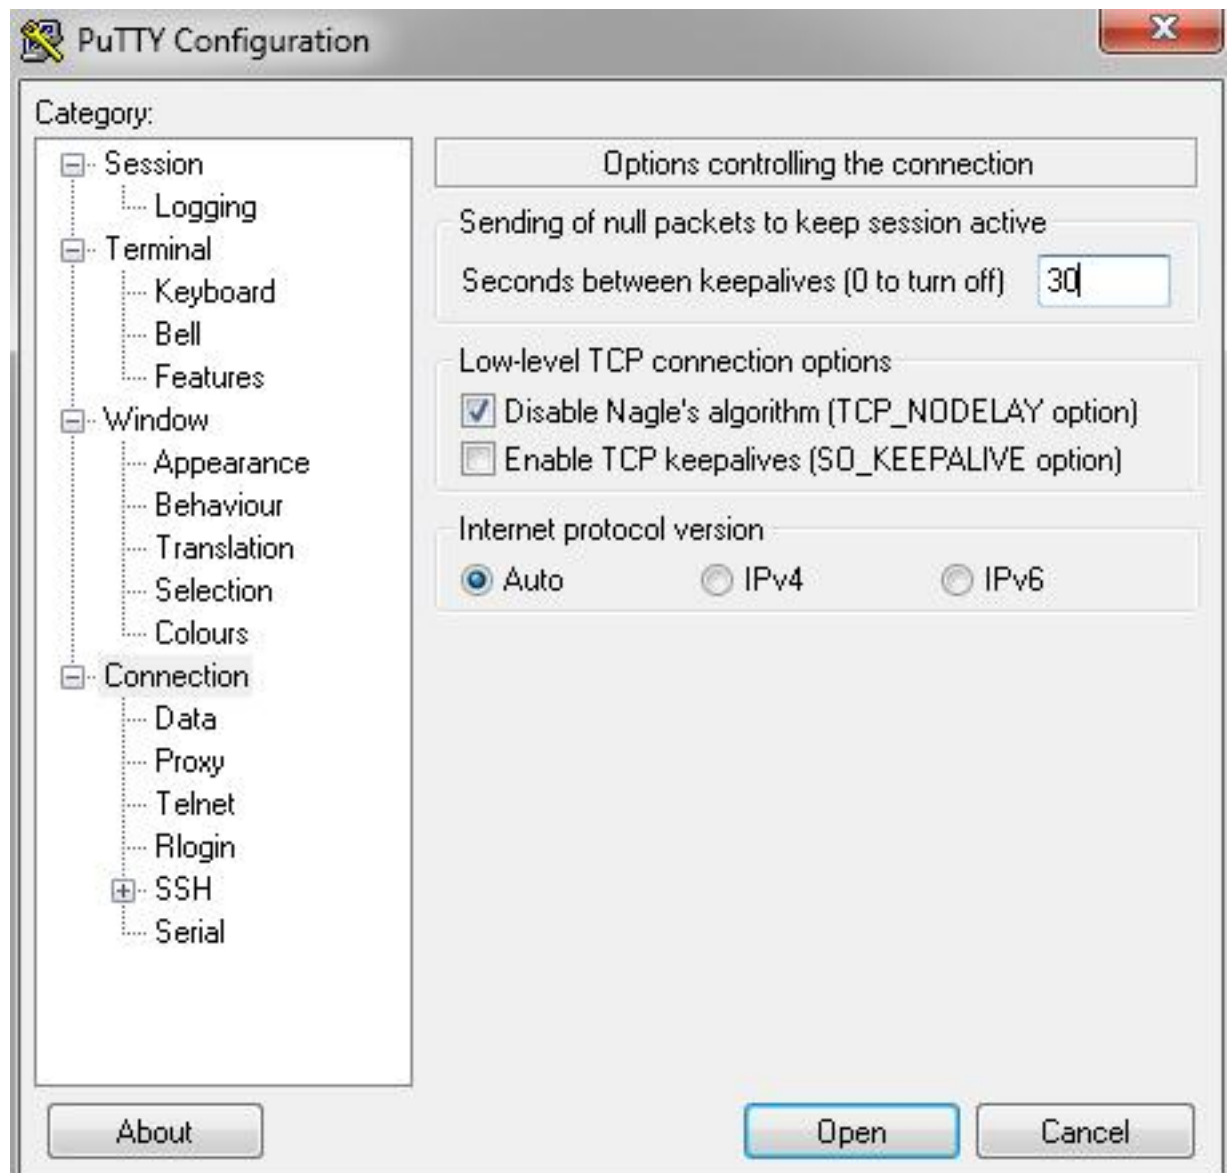 PuTTY Configuration
Category:
Session
Logging
Terminal
Keyboard
Bell
Features
Window
Appearance
Behaviour
Translation
Selection
Colours
Connection
Data
Proxy
Telnet
Rlogin
SSH
Serial
Options controlling the connection
Sending of null packets to keep session active
Seconds between keepalives (0 to turn off) 30
Low-level TCP connection options
Disable Nagle's algorithm (TCP_NODELAY option)
Enable TCP keepalives (SO_KEEPALIVE option)
Internet protocol version
Auto IPv4 IPv6
About Open Cancel